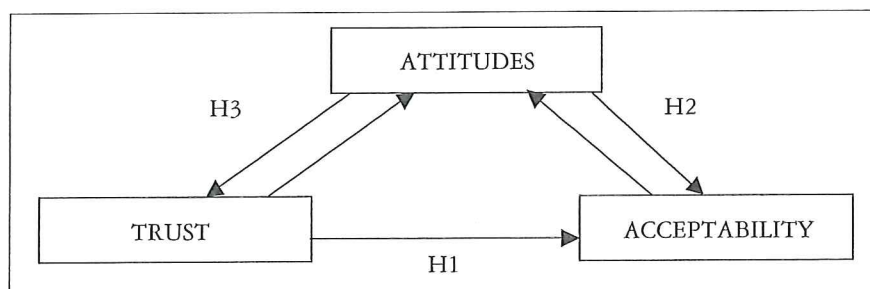 ATTITUDES
H3
H2
TRUST
ACCEPTABILITY
H1